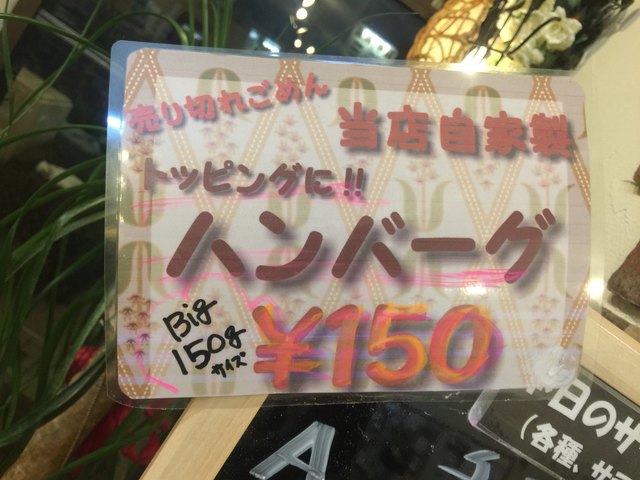 売り切れごめん
当店自家製
トッピングに!!
ハンバーグ
Big
150g
サイズ
¥150
日のサ
(各種、サ
A